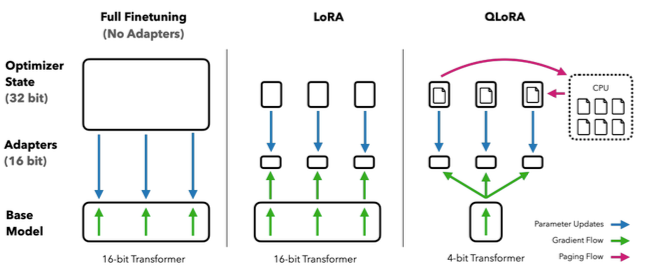 Full Finetuning
(No Adapters)
LoRA
QLoRA
Optimizer
State
(32 bit)
CPU
Adapters
(16 bit)
Base
Model
16-bit Transformer
16-bit Transformer
4-bit Transformer
Parameter Updates
Gradient Flow
Paging Flow